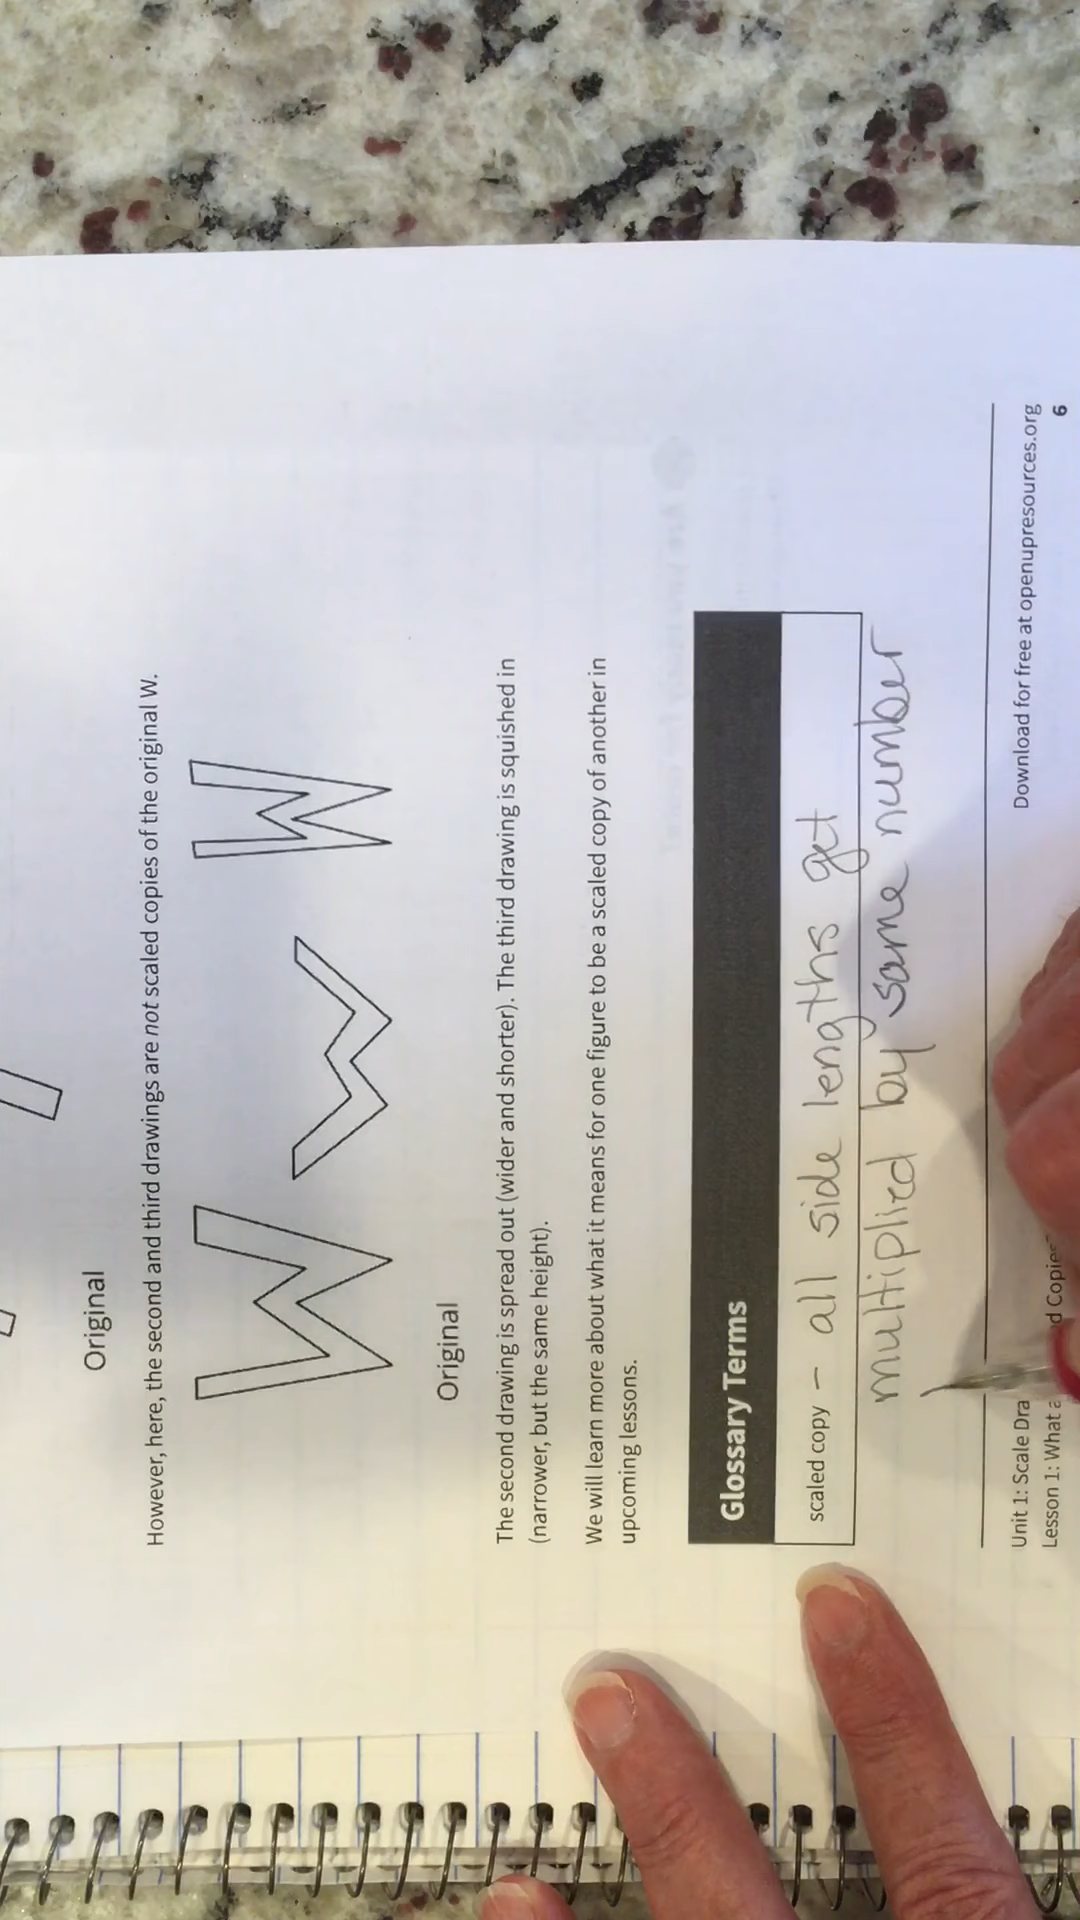 Original
However, here, the second and third drawings are not scaled copies of the original W.
Original
The second drawing is spread out (wider and shorter). The third drawing is squished in
(narrower, but the same height).
We will learn more about what it means for one figure to be a scaled copy of another in
upcoming lessons.
Glossary Terms
scaled copy - all side lengths get
multiplied by same number
Unit 1: Scale Dra
Lesson 1: What a d Copies
Download for free at openupresources.org
6